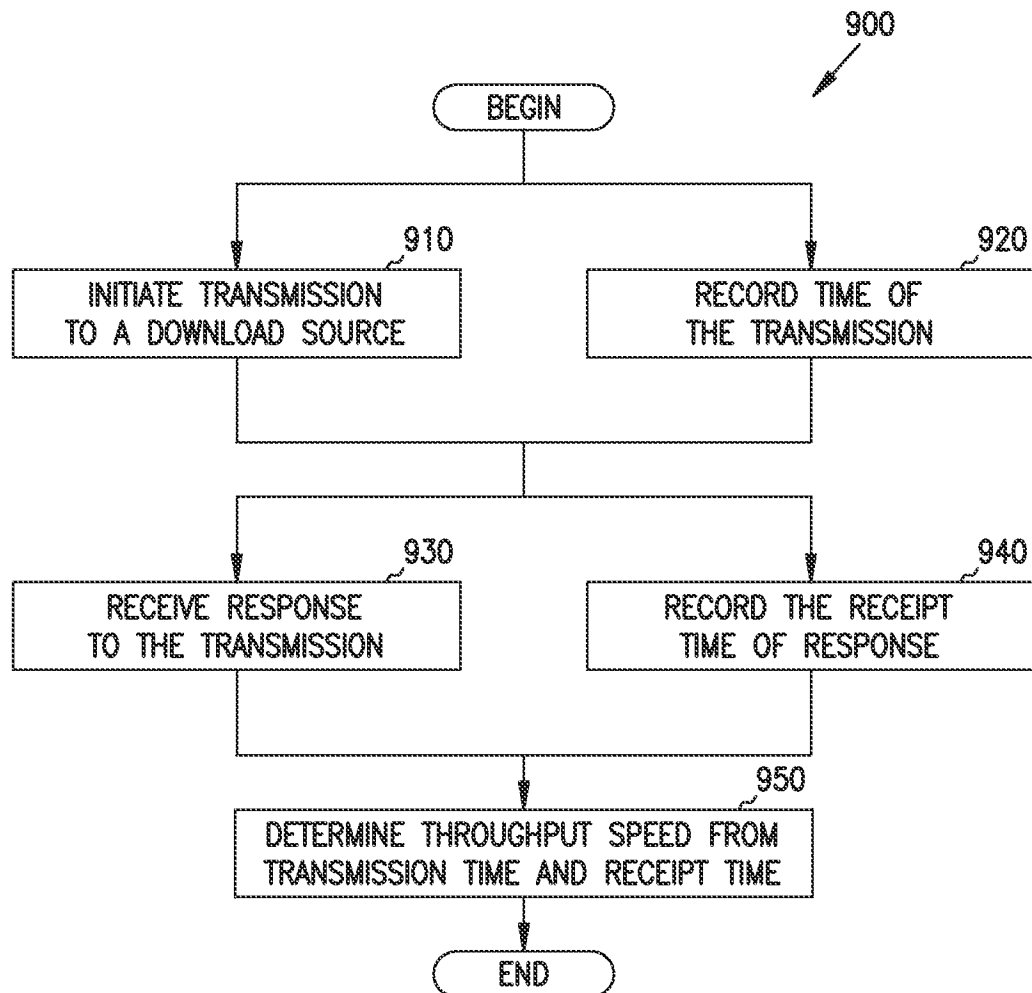 900
BEGIN
910
INITIATE TRANSMISSION
TO A DOWNLOAD SOURCE
920
RECORD TIME OF
THE TRANSMISSION
930
RECEIVE RESPONSE
TO THE TRANSMISSION
940
RECORD THE RECEIPT
TIME OF RESPONSE
950
DETERMINE THROUGHPUT SPEED FROM
TRANSMISSION TIME AND RECEIPT TIME
END